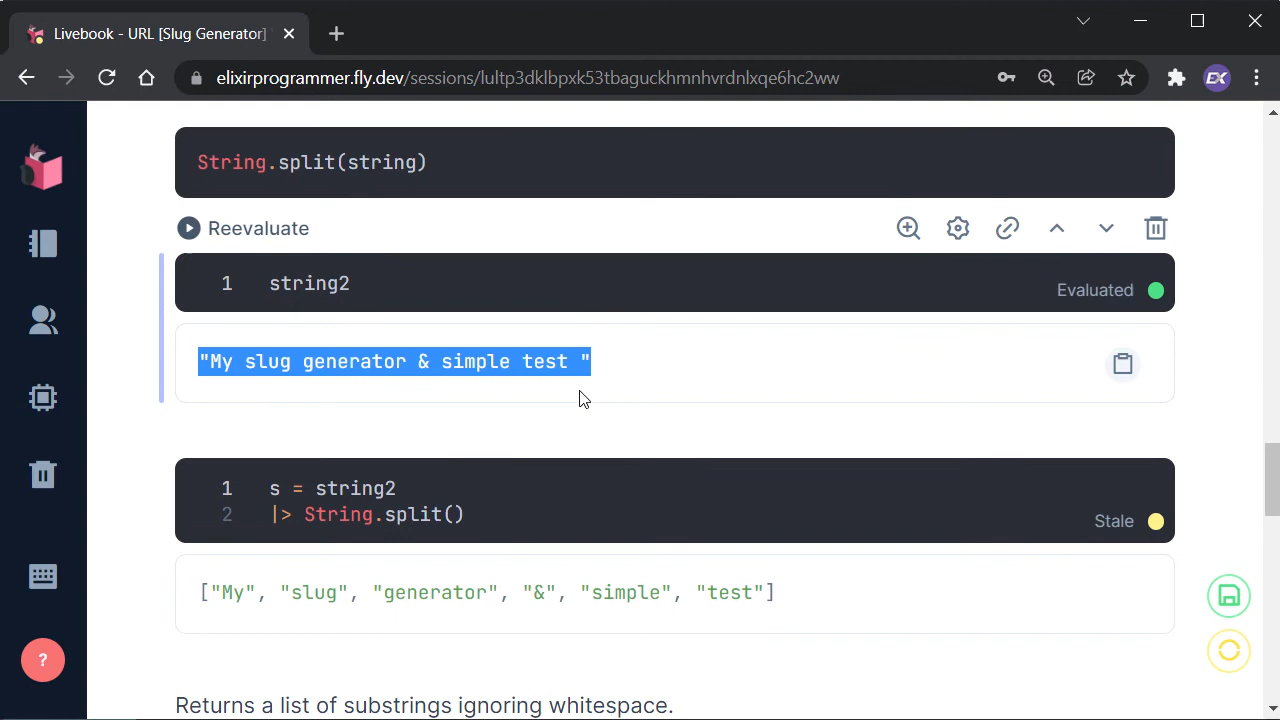 Livebook - URL [Slug Generator]
elixirprogrammer.fly.dev/sessions/lultp3dklbpxk53tbaguckhmnhvrdnlxqe6hc2ww
EX
String.split(string)
Reevaluate
1 string2
Evaluated
"My slug generator & simple test "
1 s = string2
2 |> String.split()
Stale
["My", "slug", "generator", "&", "simple", "test"]
?
Returns a list of substrings ignoring whitespace.